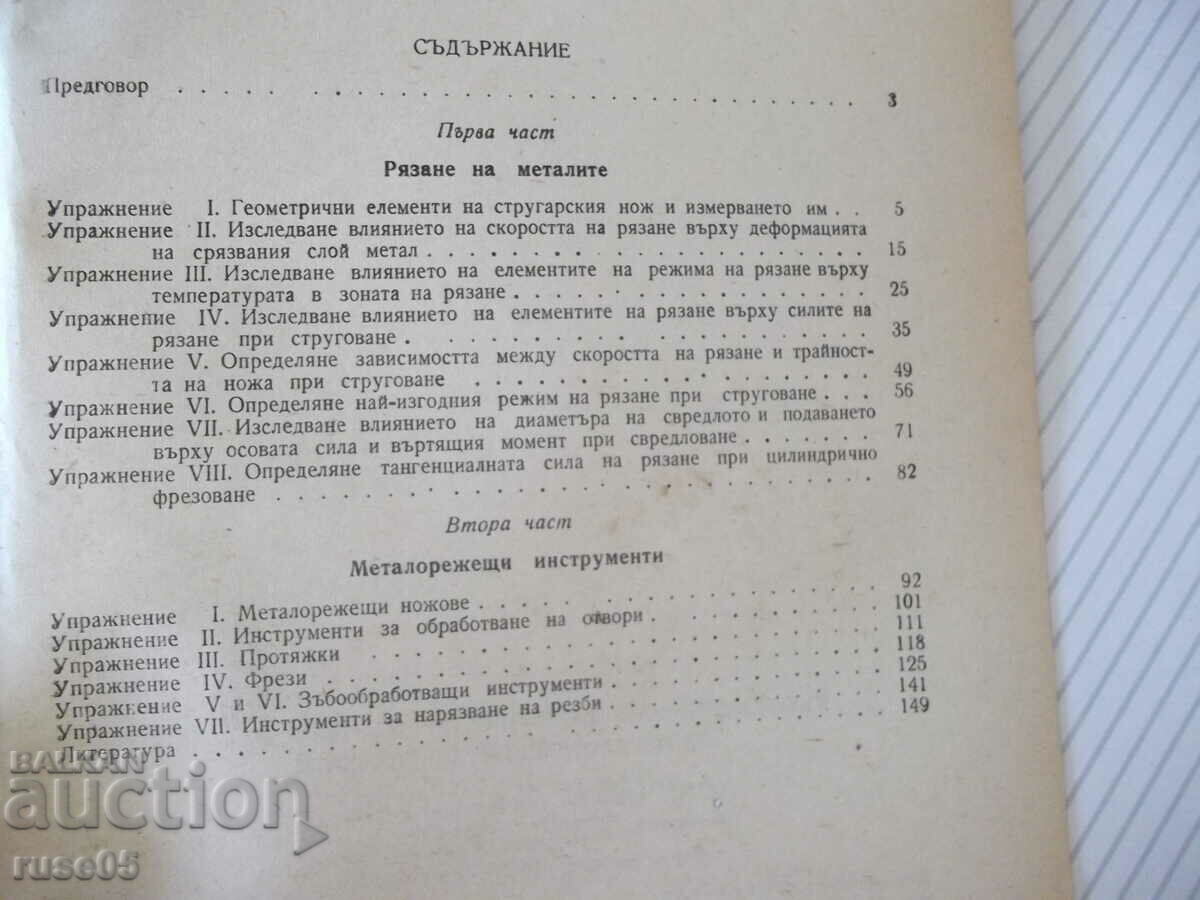 СЪДЪРЖАНИЕ
Предговор . . . . . . . . . . . . . . . . . . . . 3
Първа част
Рязане на металите
Упражнение I. Геометрични елементи на стругарския нож и измерването им . . 5
Упражнение II. Изследване влиянието на скоростта на рязане върху деформацията
на срязвания слой метал . . . . . . . . . . . . . . . . 15
Упражнение III. Изследване влиянието на елементите на режима на рязане върху
температурата в зоната на рязане . . . . . . . . . . . . . . 25
Упражнение IV. Изследване влиянието на елементите на рязане върху силите на
рязане при струговане . . . . . . . . . . . . . . . . 35
Упражнение V. Определяне зависимостта между скоростта на рязане и трайност-
та на ножа при струговане . . . . . . . . . . . . . . . 49
Упражнение VI. Определяне най-изгодния режим на рязане при струговане . . . 56
Упражнение VII. Изследване влиянието на диаметъра на свредлото и подаването
върху осовата сила и въртящия момент при свредловане . . . . . . . 71
Упражнение VIII. Определяне тангенциалната сила на рязане при цилиндрично
фрезоване . . . . . . . . . . . . . . . . . . . . 82
Втора част
Металорежещи инструменти
Упражнение I. Металорежещи ножове . . . . . . . . . . . . . . 92
Упражнение II. Инструменти за обработване на отвори . . . . . . . . . 101
Упражнение III. Протяжки . . . . . . . . . . . . . . . . . 111
Упражнение IV. Фрези . . . . . . . . . . . . . . . . . . 118
Упражнение V и VI. Зъбообработващи инструменти . . . . . . . . . . 125
Упражнение VII. Инструменти за нарязване на резби . . . . . . . . . . 141
Литература . . . . . . . . . . . . . . . . . . . . . 149
BALKAN
auction
ruse05